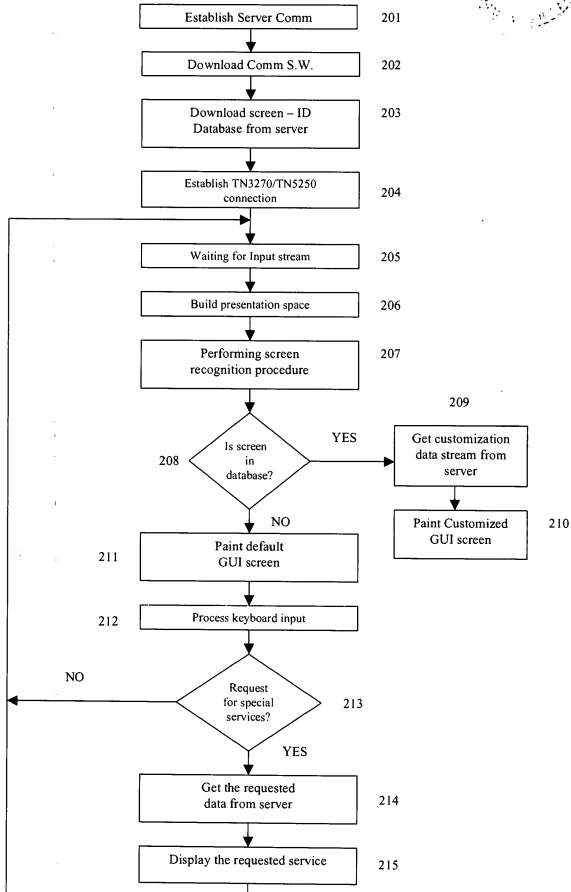 Establish Server Comm
201
Download Comm S.W.
202
Download screen – ID
Database from server
203
Establish TN3270/TN5250
connection
204
Waiting for Input stream
205
Build presentation space
206
Performing screen
recognition procedure
207
208
Is screen
in
database?
YES
209
Get customization
data stream from
server
Paint Customized
GUI screen
210
NO
211
Paint default
GUI screen
212
Process keyboard input
NO
Request
for special
services?
213
YES
Get the requested
data from server
214
Display the requested service
215